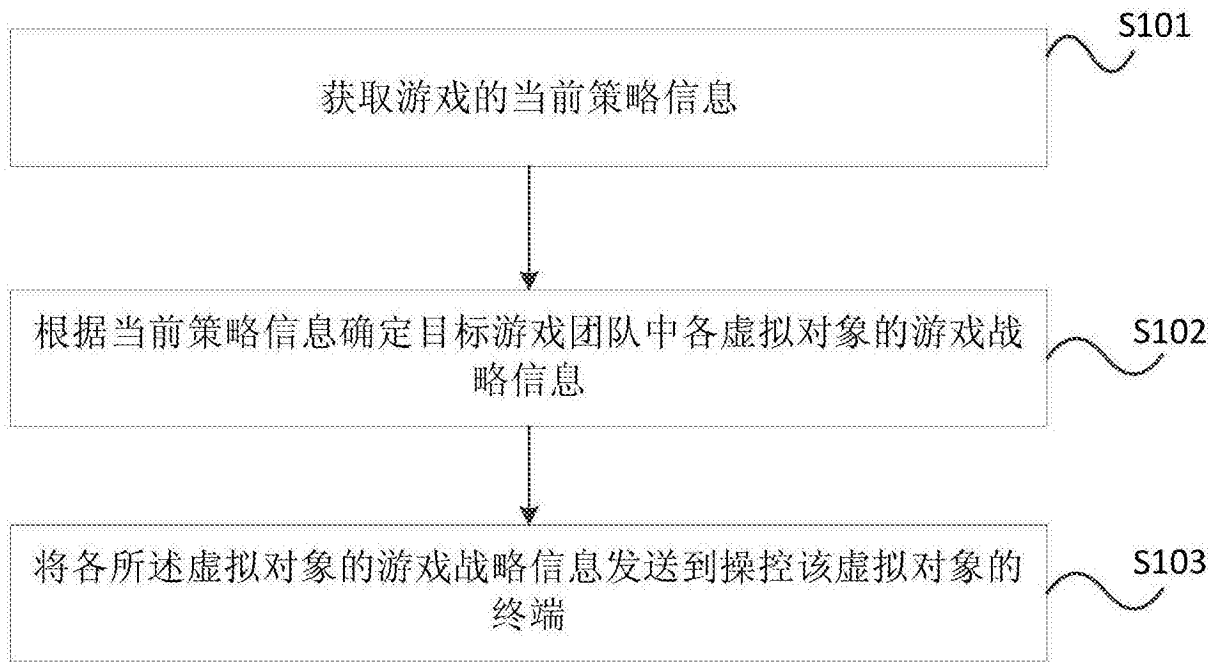 S101
获取游戏的当前策略信息
根据当前策略信息确定目标游戏团队中各虚拟对象的游戏战
略信息
S102
将各所述虚拟对象的游戏战略信息发送到操控该虚拟对象的
终端
S103